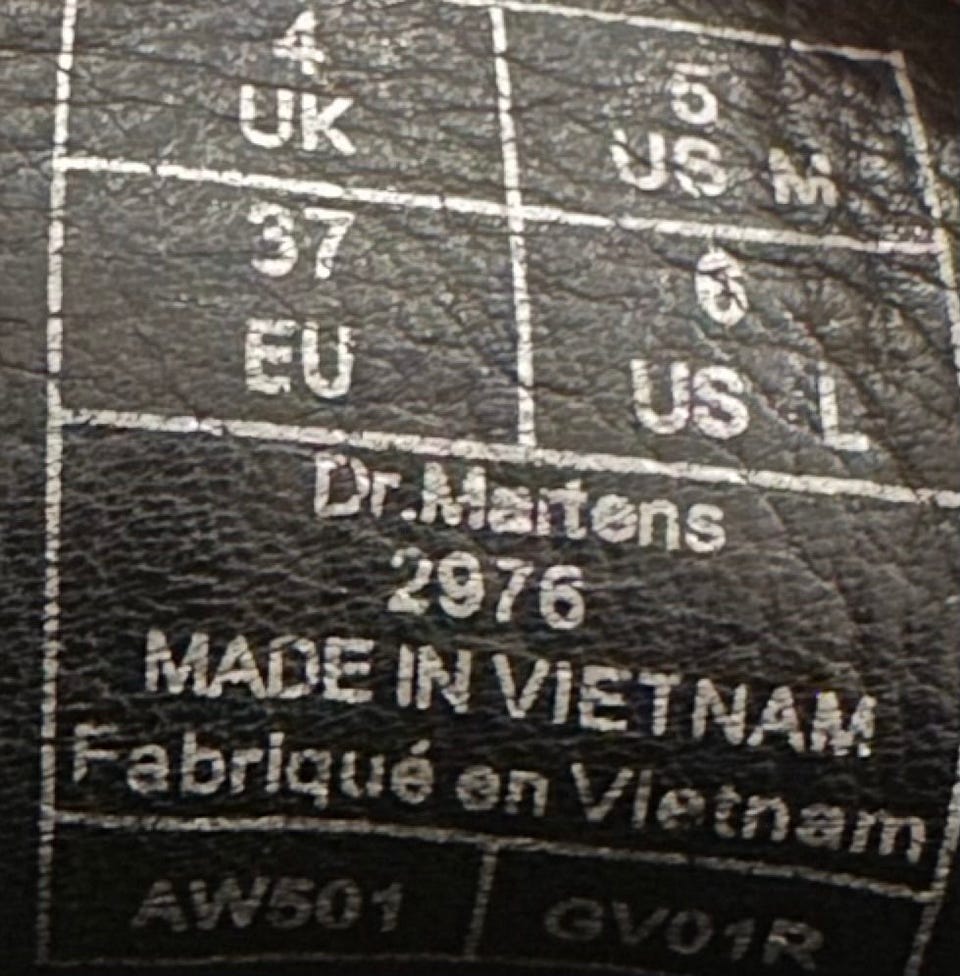 4
UK
5
US M
37
EU
6
US L
Dr.Martens
2976
MADE IN VIETNAM
Fabriqué en Vietnam
AW501
GV01R